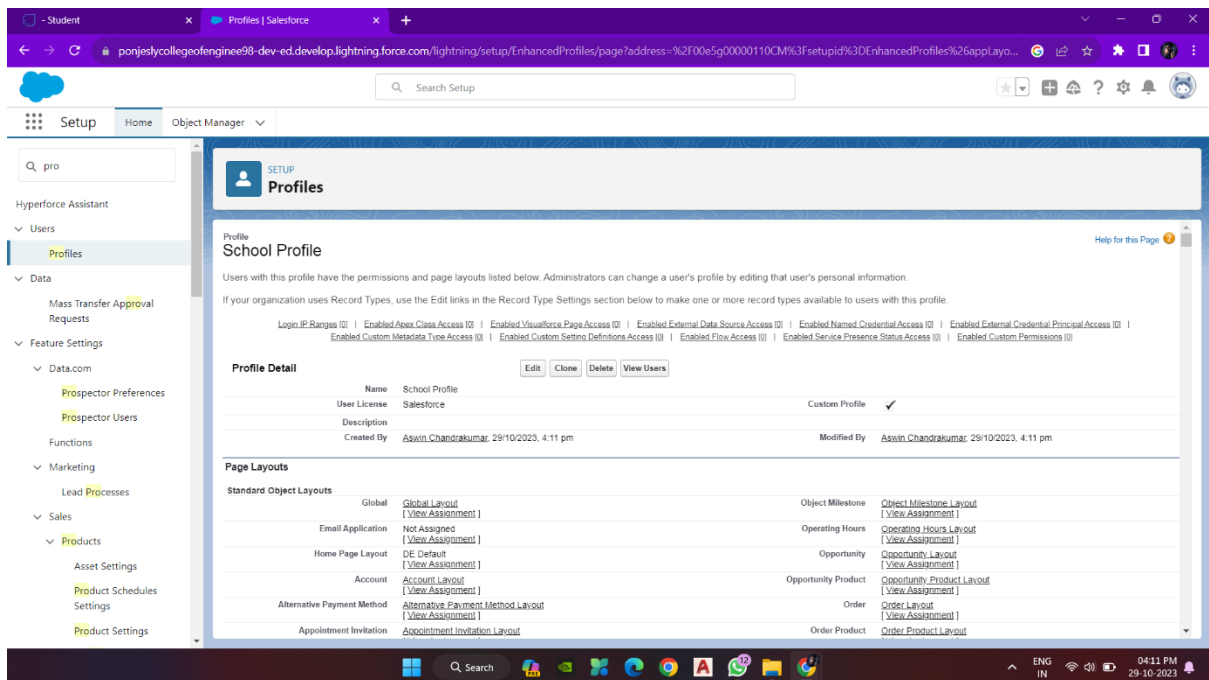 - Student
Profiles | Salesforce
ponjeslycollegeofenginee98-dev-ed.develop.lightning.force.com/lightning/setup/EnhancedProfiles/page?address=%2F00e5g00000110CM%3Fsetupid%3DEnhancedProfiles%26appLayo...
Search Setup
Setup Home Object Manager
pro
Hyperforce Assistant
Users
Profiles
Data
Mass Transfer Approval
Requests
Feature Settings
Data.com
Prospector Preferences
Prospector Users
Functions
Marketing
Lead Processes
Sales
Products
Asset Settings
Product Schedules
Settings
Product Settings
SETUP
Profiles
Profile
School Profile
Help for this Page
Users with this profile have the permissions and page layouts listed below. Administrators can change a user's profile by editing that user's personal information.
If your organization uses Record Types, use the Edit links in the Record Type Settings section below to make one or more record types available to users with this profile.
Login IP Ranges [0] | Enabled Apex Class Access [0] | Enabled Visualforce Page Access [0] | Enabled External Data Source Access [0] | Enabled Named Credential Access [0] | Enabled External Credential Principal Access [0] |
Enabled Custom Metadata Type Access [0] | Enabled Custom Setting Definitions Access [0] | Enabled Flow Access [0] | Enabled Service Presence Status Access [0] | Enabled Custom Permissions [0]
Profile Detail Edit Clone Delete View Users
Name School Profile
User License Salesforce Custom Profile ✓
Description
Created By Aswin Chandrakumar, 29/10/2023, 4:11 pm Modified By Aswin Chandrakumar, 29/10/2023, 4:11 pm
Page Layouts
Standard Object Layouts
Global Global Layout Object Milestone Object Milestone Layout
[ View Assignment ] [ View Assignment ]
Email Application Not Assigned Operating Hours Operating Hours Layout
[ View Assignment ] [ View Assignment ]
Home Page Layout DE Default Opportunity Opportunity Layout
[ View Assignment ] [ View Assignment ]
Account Account Layout Opportunity Product Opportunity Product Layout
[ View Assignment ] [ View Assignment ]
Alternative Payment Method Alternative Payment Method Layout Order Order Layout
[ View Assignment ] [ View Assignment ]
Appointment Invitation Appointment Invitation Layout Order Product Order Product Layout
Search
PRE
12
ENG
IN
04:11 PM
29-10-2023